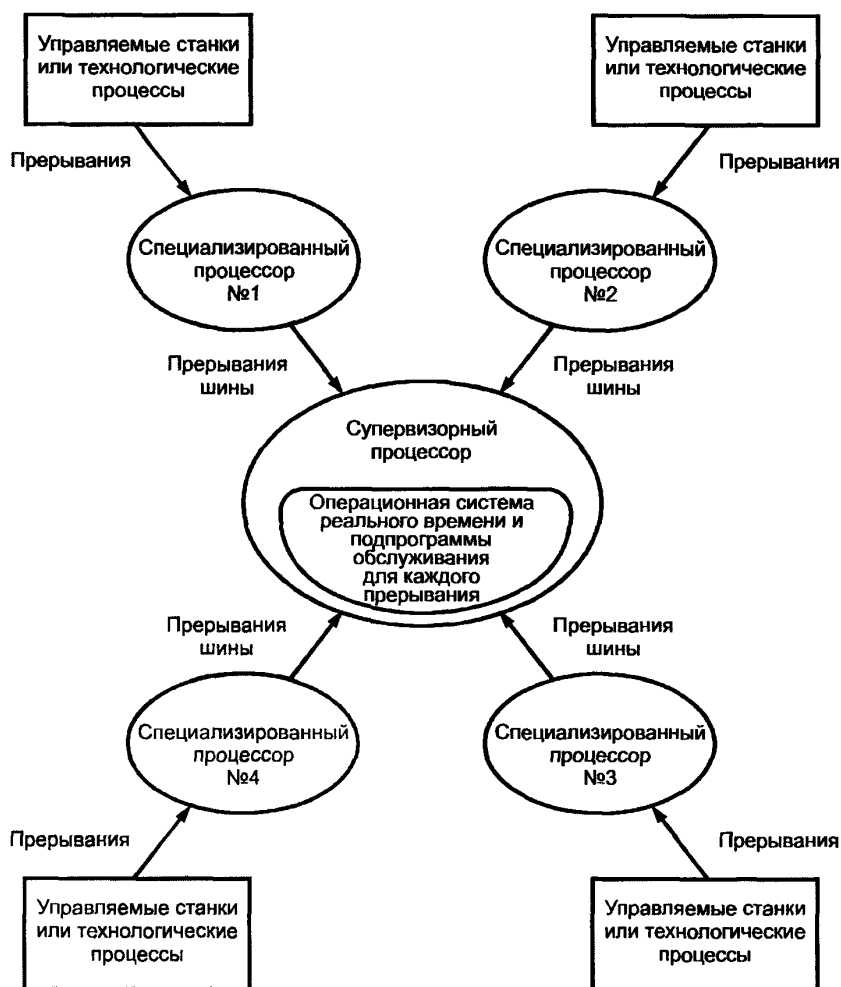 Управляемые станки
или технологические
процессы
Управляемые станки
или технологические
процессы
Прерывания
Прерывания
Специализированный
процессор
№1
Специализированный
процессор
№2
Прерывания
шины
Прерывания
шины
Супервизорный
процессор
Операционная система
реального времени и
подпрограммы
обслуживания
для каждого
прерывания
Прерывания
шины
Прерывания
шины
Специализированный
процессор
№4
Специализированный
процессор
№3
Прерывания
Прерывания
Управляемые станки
или технологические
процессы
Управляемые станки
или технологические
процессы